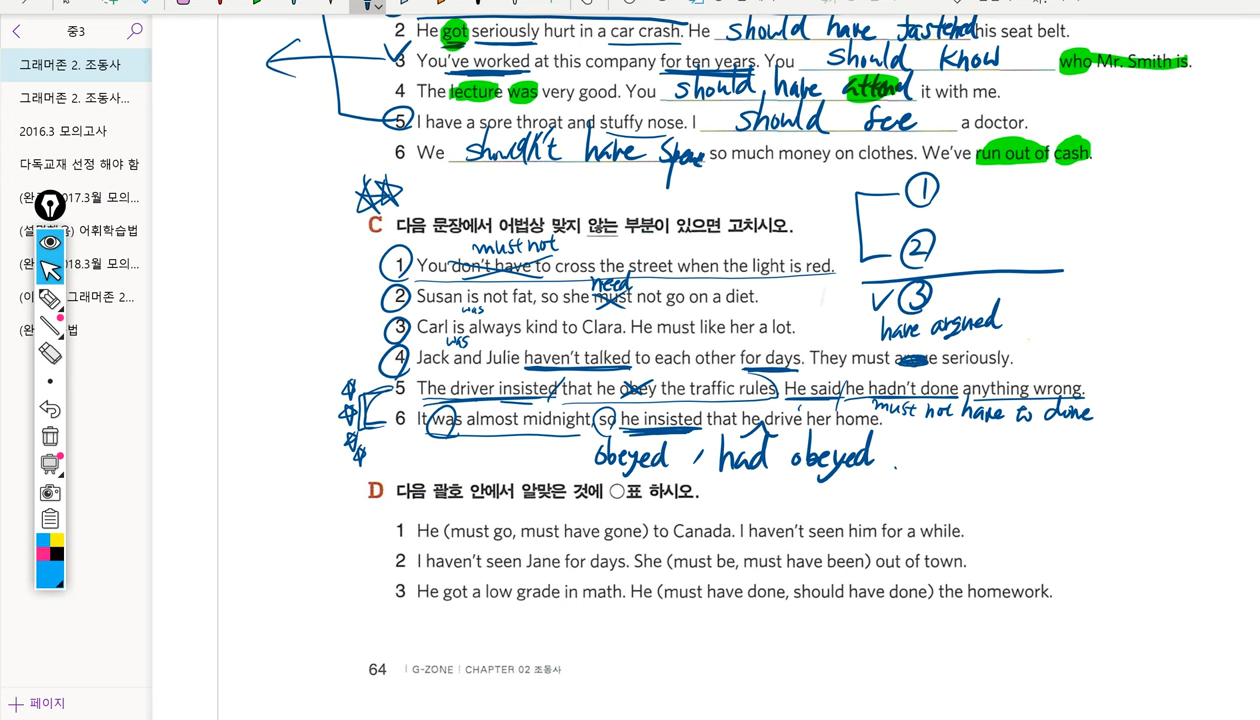 중3
그래머존 2. 조동사
그래머존 2. 조동사...
2016.3 모의고사
다독교재 선정 해야 함
(완 2017.3월 모의...
(설 어휘학습법
(완 018.3월 모의...
(이 그래머존 2...
(완 법
페이지
2 He got seriously hurt in a car crash. He should have fastened his seat belt.
3 You've worked at this company for ten years. You should know who Mr. Smith is.
4 The lecture was very good. You should have attend it with me.
5 I have a sore throat and stuffy nose. I should see a doctor.
6 We shouldn't have so much money on clothes. We've run out of cash.
C 다음 문장에서 어법상 맞지 않는 부분이 있으면 고치시오.
must not
1 You don't have to cross the street when the light is red.
need
2 Susan is not fat, so she must not go on a diet.
was
3 Carl is always kind to Clara. He must like her a lot.
was
4 Jack and Julie haven't talked to each other for days. They must seriously.
5 The driver insisted that he obey the traffic rules. He said he hadn't done anything wrong.
must not have to done
6 It was almost midnight, so he insisted that he drive her home.
obeyed, had obeyed.
①
②
③
have argued
D 다음 괄호 안에서 알맞은 것에 ○표 하시오.
1 He (must go, must have gone) to Canada. I haven't seen him for a while.
2 I haven't seen Jane for days. She (must be, must have been) out of town.
3 He got a low grade in math. He (must have done, should have done) the homework.
64 | G-ZONE | CHAPTER 02 조동사